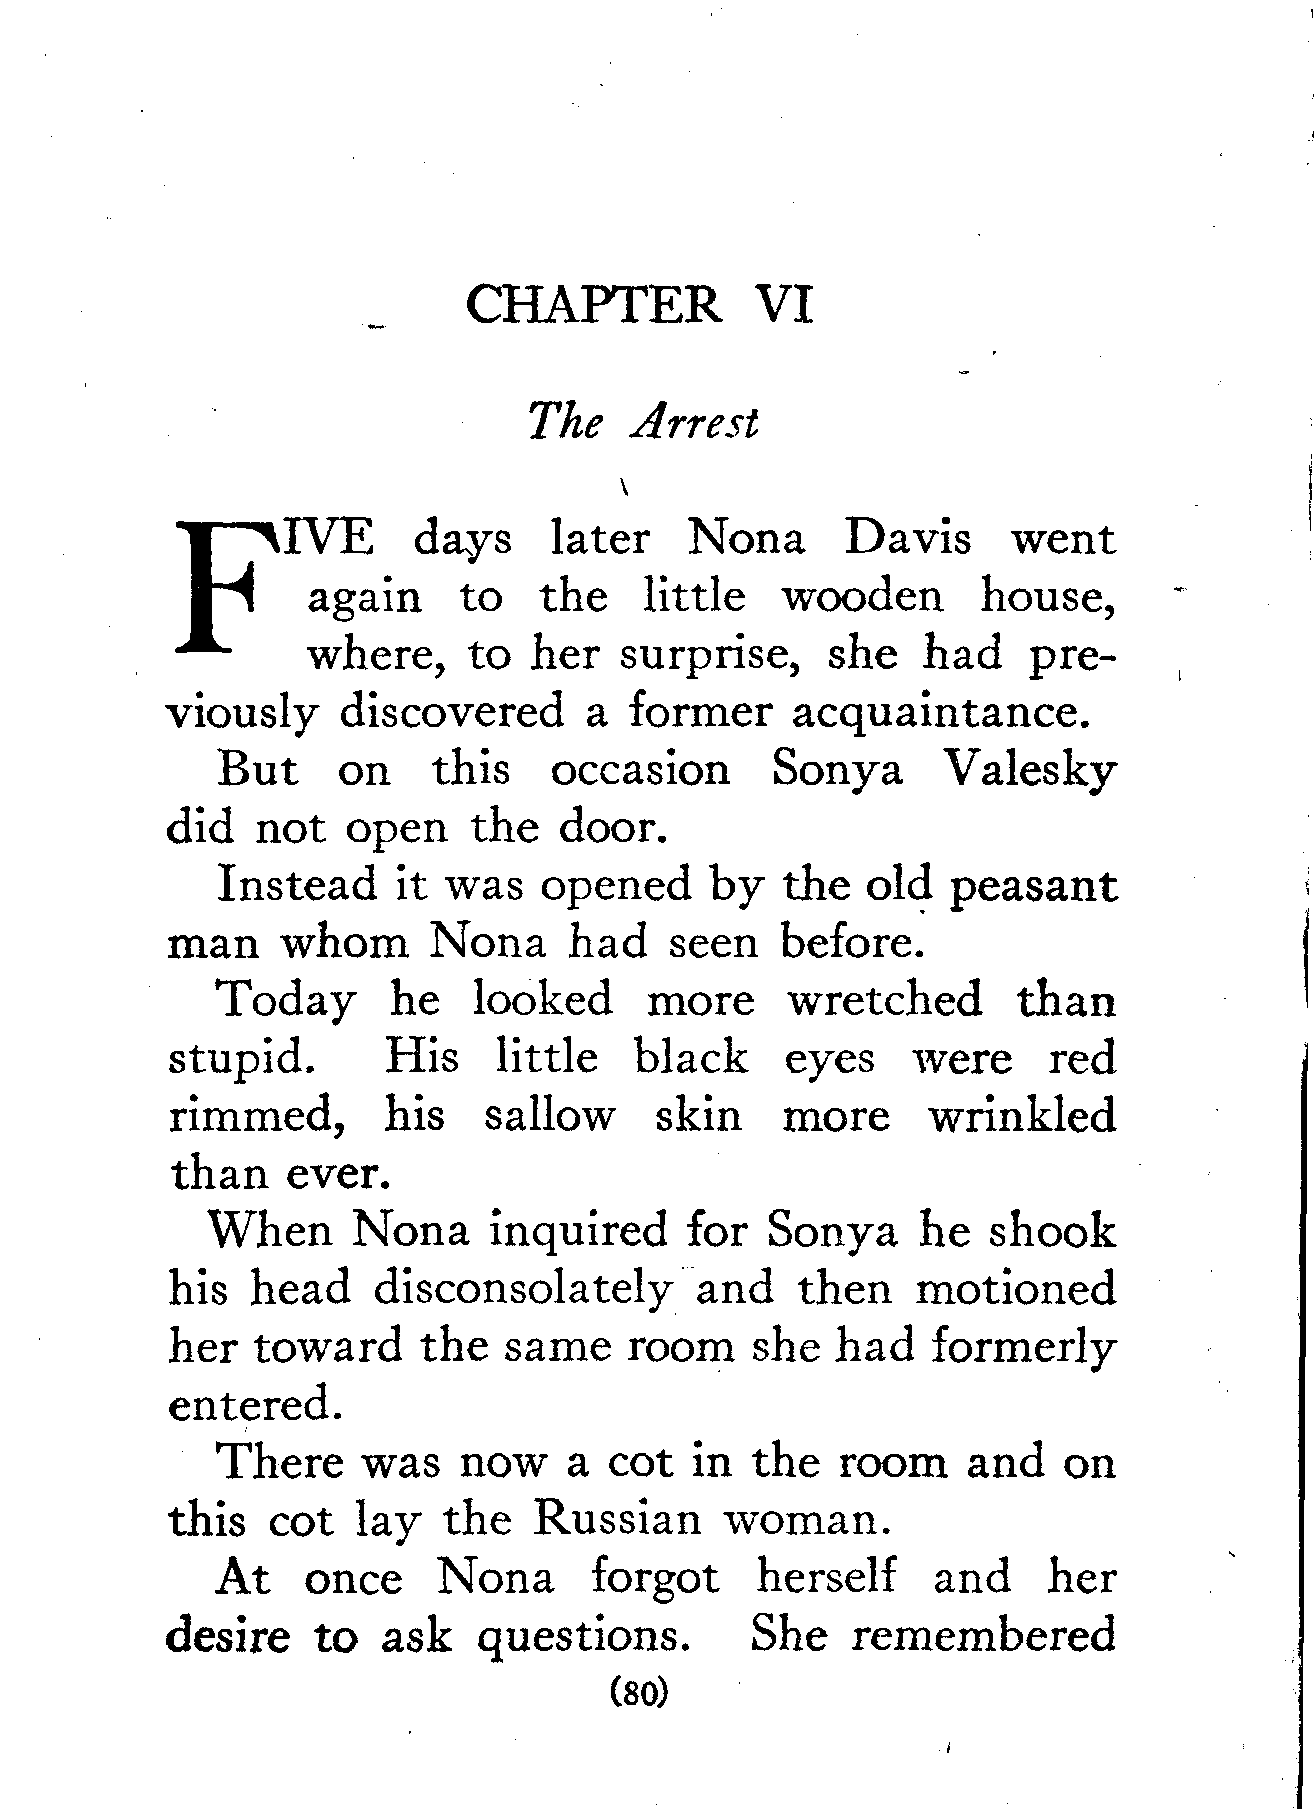 CHAPTER VI
The Arrest
FIVE days later Nona Davis went
again to the little wooden house,
where, to her surprise, she had pre-
viously discovered a former acquaintance.
But on this occasion Sonya Valesky
did not open the door.
Instead it was opened by the old peasant
man whom Nona had seen before.
Today he looked more wretched than
stupid. His little black eyes were red
rimmed, his sallow skin more wrinkled
than ever.
When Nona inquired for Sonya he shook
his head disconsolately and then motioned
her toward the same room she had formerly
entered.
There was now a cot in the room and on
this cot lay the Russian woman.
At once Nona forgot herself and her
desire to ask questions. She remembered
(80)